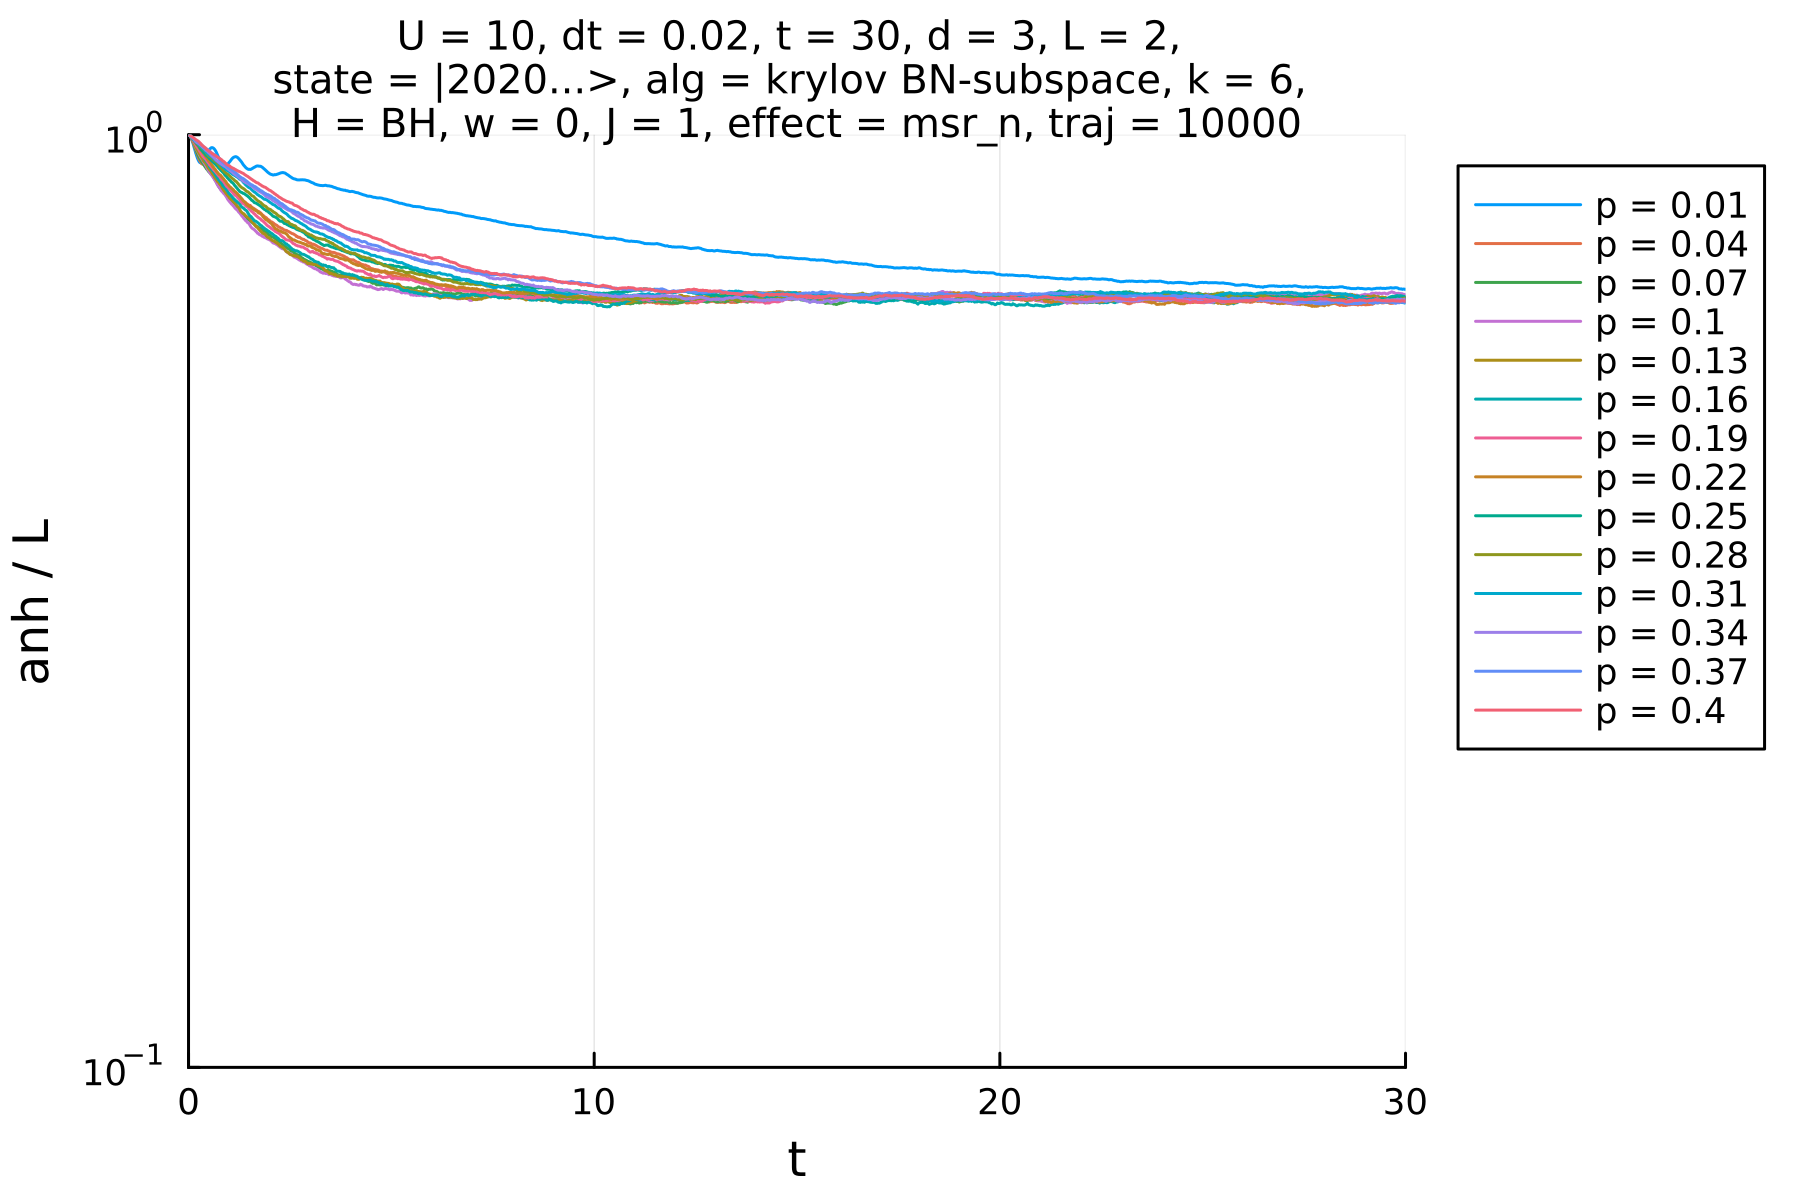 U = 10, dt = 0.02, t = 30, d = 3, L = 2,
state = |2020...>, alg = krylov BN-subspace, k = 6,
H = BH, w = 0, J = 1, effect = msr_n, traj = 10000
10⁰
10⁻¹
anh / L
0
10
20
30
t
p = 0.01
p = 0.04
p = 0.07
p = 0.1
p = 0.13
p = 0.16
p = 0.19
p = 0.22
p = 0.25
p = 0.28
p = 0.31
p = 0.34
p = 0.37
p = 0.4